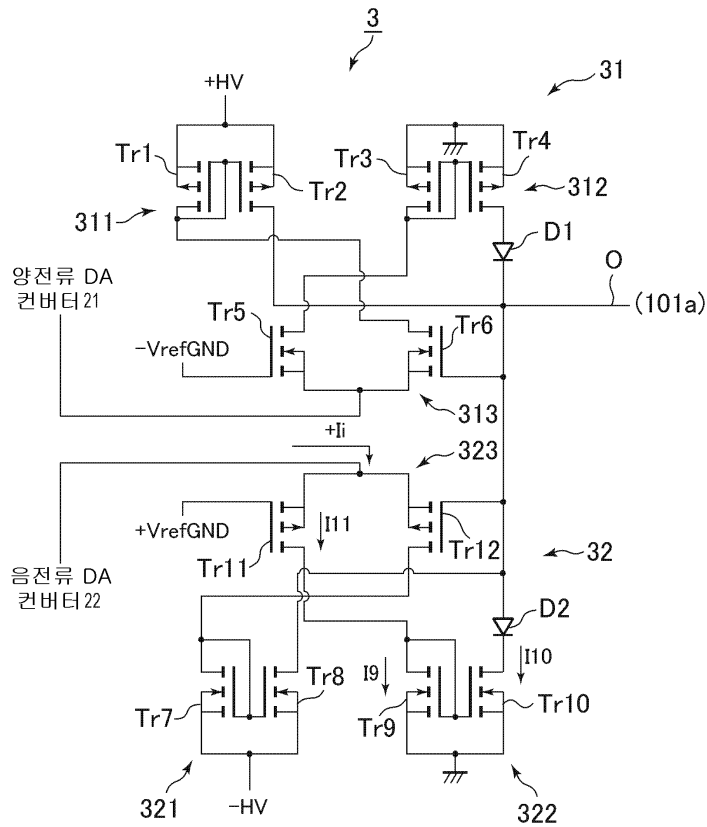 3
31
+HV
Tr1
Tr2
Tr3
Tr4
311
312
D1
양전류 DA
컨버터21
O
(101a)
Tr5
Tr6
-VrefGND
313
+Ii
323
+VrefGND
I11
Tr11
Tr12
32
음전류 DA
컨버터22
D2
I9
I10
Tr7
Tr8
Tr9
Tr10
321
-HV
322